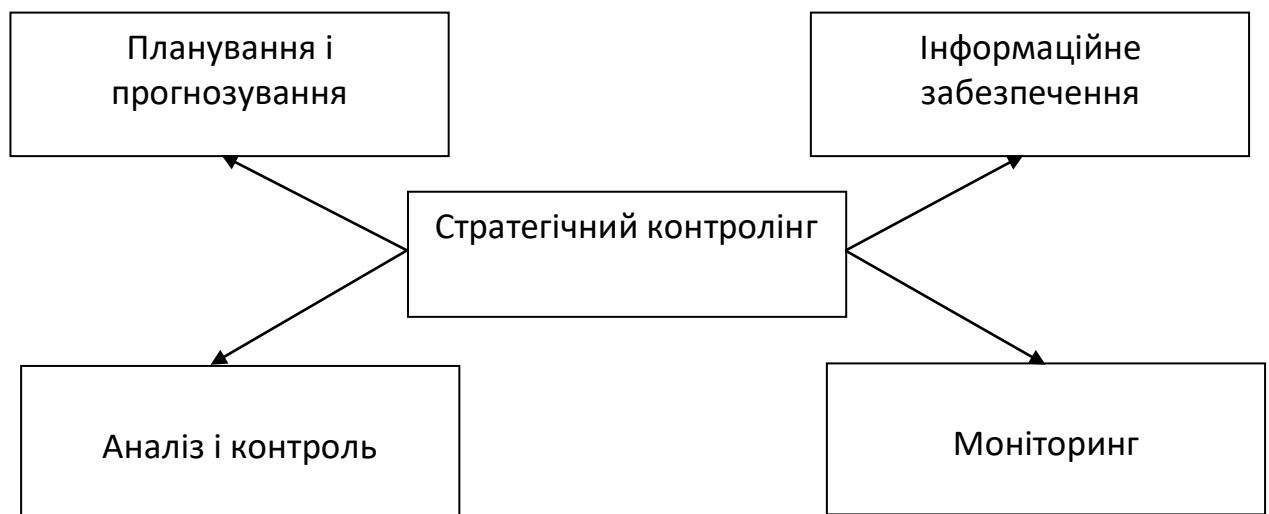 Планування і
прогнозування
Інформаційне
забезпечення
Стратегічний контролінг
Аналіз і контроль
Моніторинг